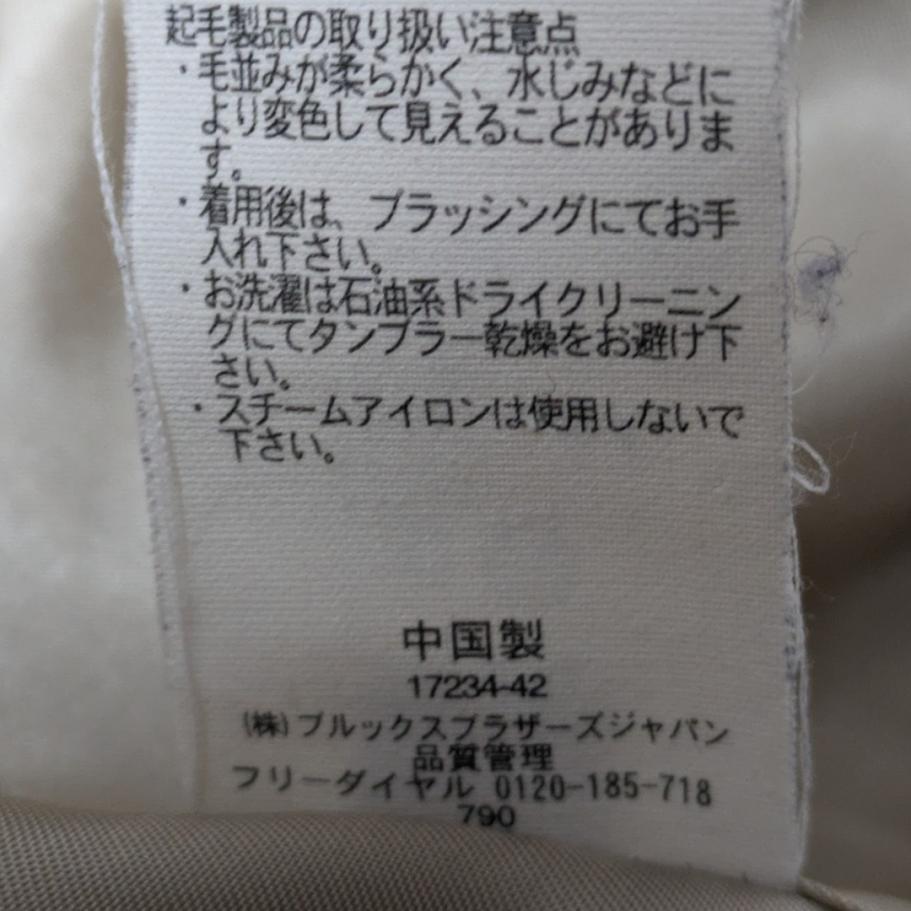 起毛製品の取り扱い注意点
・毛並みが柔らかく、水じみなどに
より変色して見えることがありま
す。
・着用後は、ブラッシングにてお手
入れ下さい。
・お洗濯は石油系ドライクリーニン
グにてタンブラー乾燥をお避け下
さい。
・スチームアイロンは使用しないで
下さい。
中国製
17234-42
(株)ブルックスブラザーズジャパン
品質管理
フリーダイヤル 0120-185-718
790